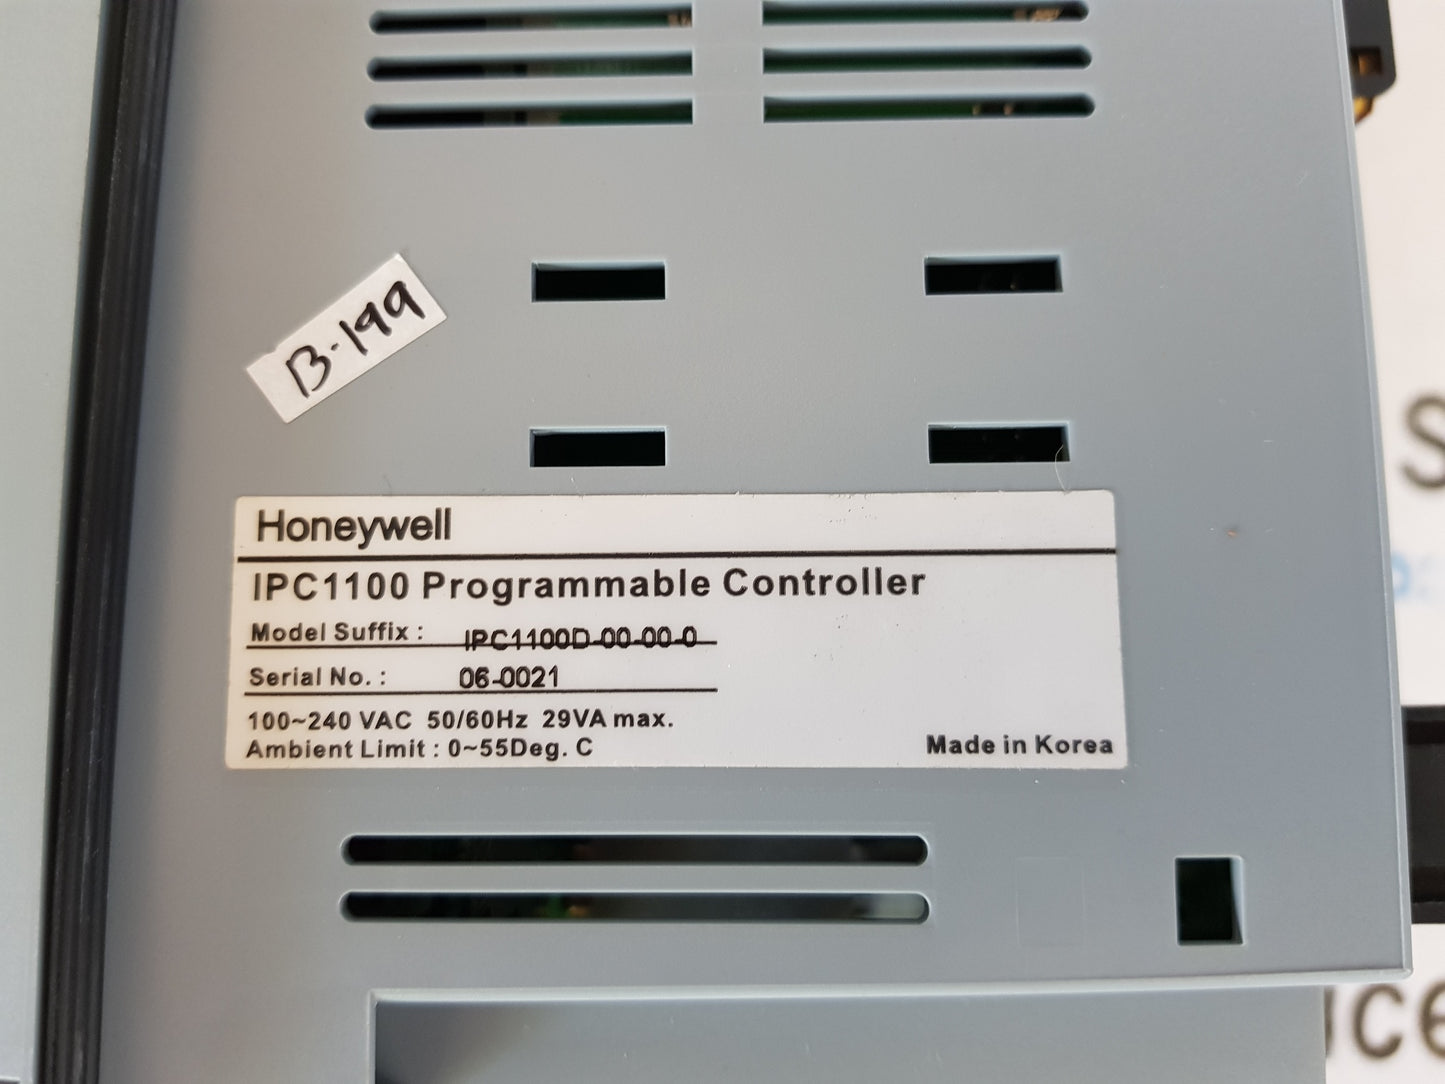 B-199
Honeywell
IPC1100 Programmable Controller
Model Suffix : IPC1100D-00-00-0
Serial No. : 06-0021
100~240 VAC 50/60Hz 29VA max.
Ambient Limit : 0~55Deg. C
Made in Korea